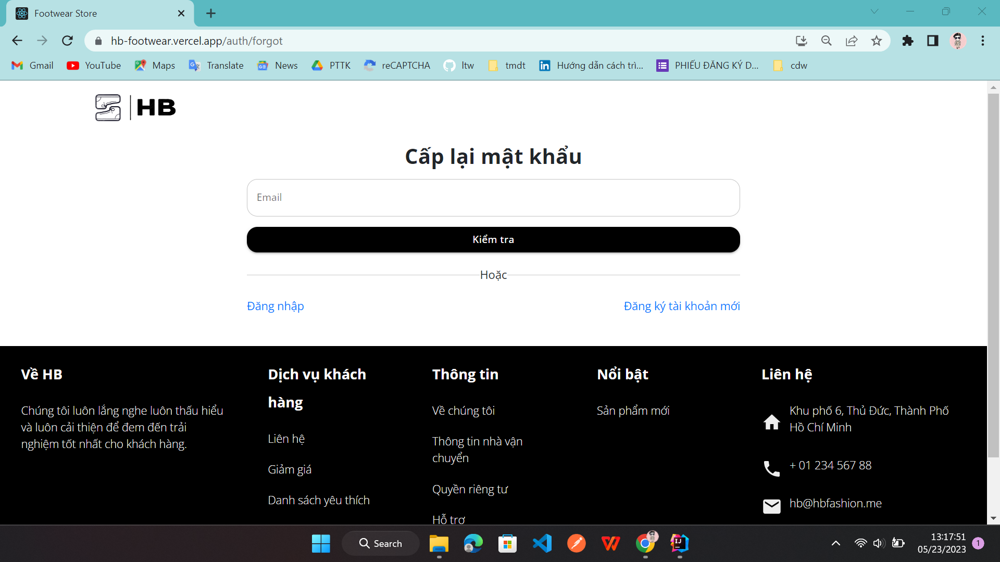 Footwear Store
hb-footwear.vercel.app/auth/forgot
Gmail YouTube Maps Translate News PTTK reCAPTCHA ltw tmdt Hướng dẫn cách trì... PHIẾU ĐĂNG KÝ D... cdw
HB
Cấp lại mật khẩu
Email
Kiểm tra
Hoặc
Đăng nhập
Đăng ký tài khoản mới
Về HB
Chúng tôi luôn lắng nghe luôn thấu hiểu
và luôn cải thiện để đem đến trải
nghiệm tốt nhất cho khách hàng.
Dịch vụ khách
hàng
Liên hệ
Giảm giá
Danh sách yêu thích
Thông tin
Về chúng tôi
Thông tin nhà vận
chuyển
Quyền riêng tư
Hỗ trợ
Nổi bật
Sản phẩm mới
Liên hệ
Khu phố 6, Thủ Đức, Thành Phố
Hồ Chí Minh
+ 01 234 567 88
hb@hbfashion.me
Search
13:17:51
05/23/2023
1